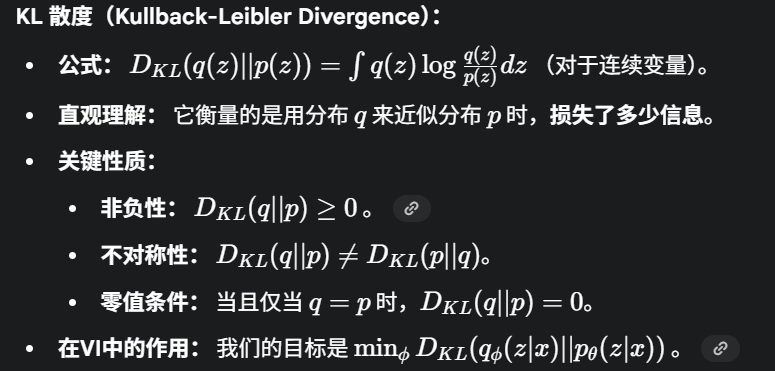 KL 散度（Kullback-Leibler Divergence）：
• 公式： $D_{KL}(q(z)||p(z)) = \int q(z) \log \frac{q(z)}{p(z)} dz$ （对于连续变量）。
• 直观理解： 它衡量的是用分布 $q$ 来近似分布 $p$ 时，损失了多少信息。
• 关键性质：
• 非负性： $D_{KL}(q||p) \geq 0$ 。
• 不对称性： $D_{KL}(q||p) \neq D_{KL}(p||q)$。
• 零值条件： 当且仅当 $q = p$ 时，$D_{KL}(q||p) = 0$。
• 在VI中的作用： 我们的目标是 $\min_{\phi} D_{KL}(q_{\phi}(z|x)||p_{\theta}(z|x))$ 。